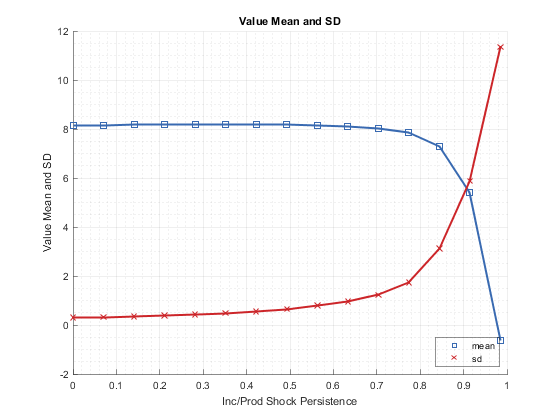 Value Mean and SD
12
10
8
6
4
2
0
-2
Value Mean and SD
0 0.1 0.2 0.3 0.4 0.5 0.6 0.7 0.8 0.9 1
Inc/Prod Shock Persistence
mean
sd